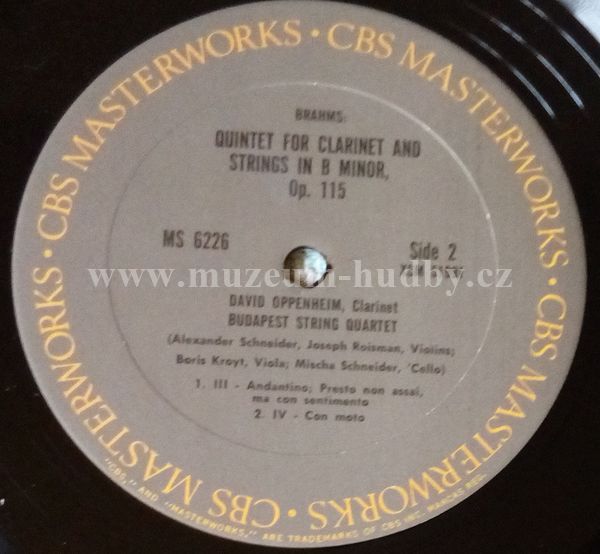 CBS MASTERWORKS · CBS MASTERWORKS · CBS MASTERWORKS · CBS MASTERWORKS ·
BRAHMS:
QUINTET FOR CLARINET AND
STRINGS IN B MINOR,
Op. 115
MS 6226
Side 2
www.muzeum-hudby.cz
DAVID OPPENHEIM, Clarinet
BUDAPEST STRING QUARTET
(Alexander Schneider, Joseph Roisman, Violins;
Boris Kroyt, Viola; Mischa Schneider, 'Cello)
1. III - Andantino; Presto non assai,
ma con sentimento
2. IV - Con moto
"CBS," AND "MASTERWORKS," ARE TRADEMARKS OF CBS INC. MARCAS REG.